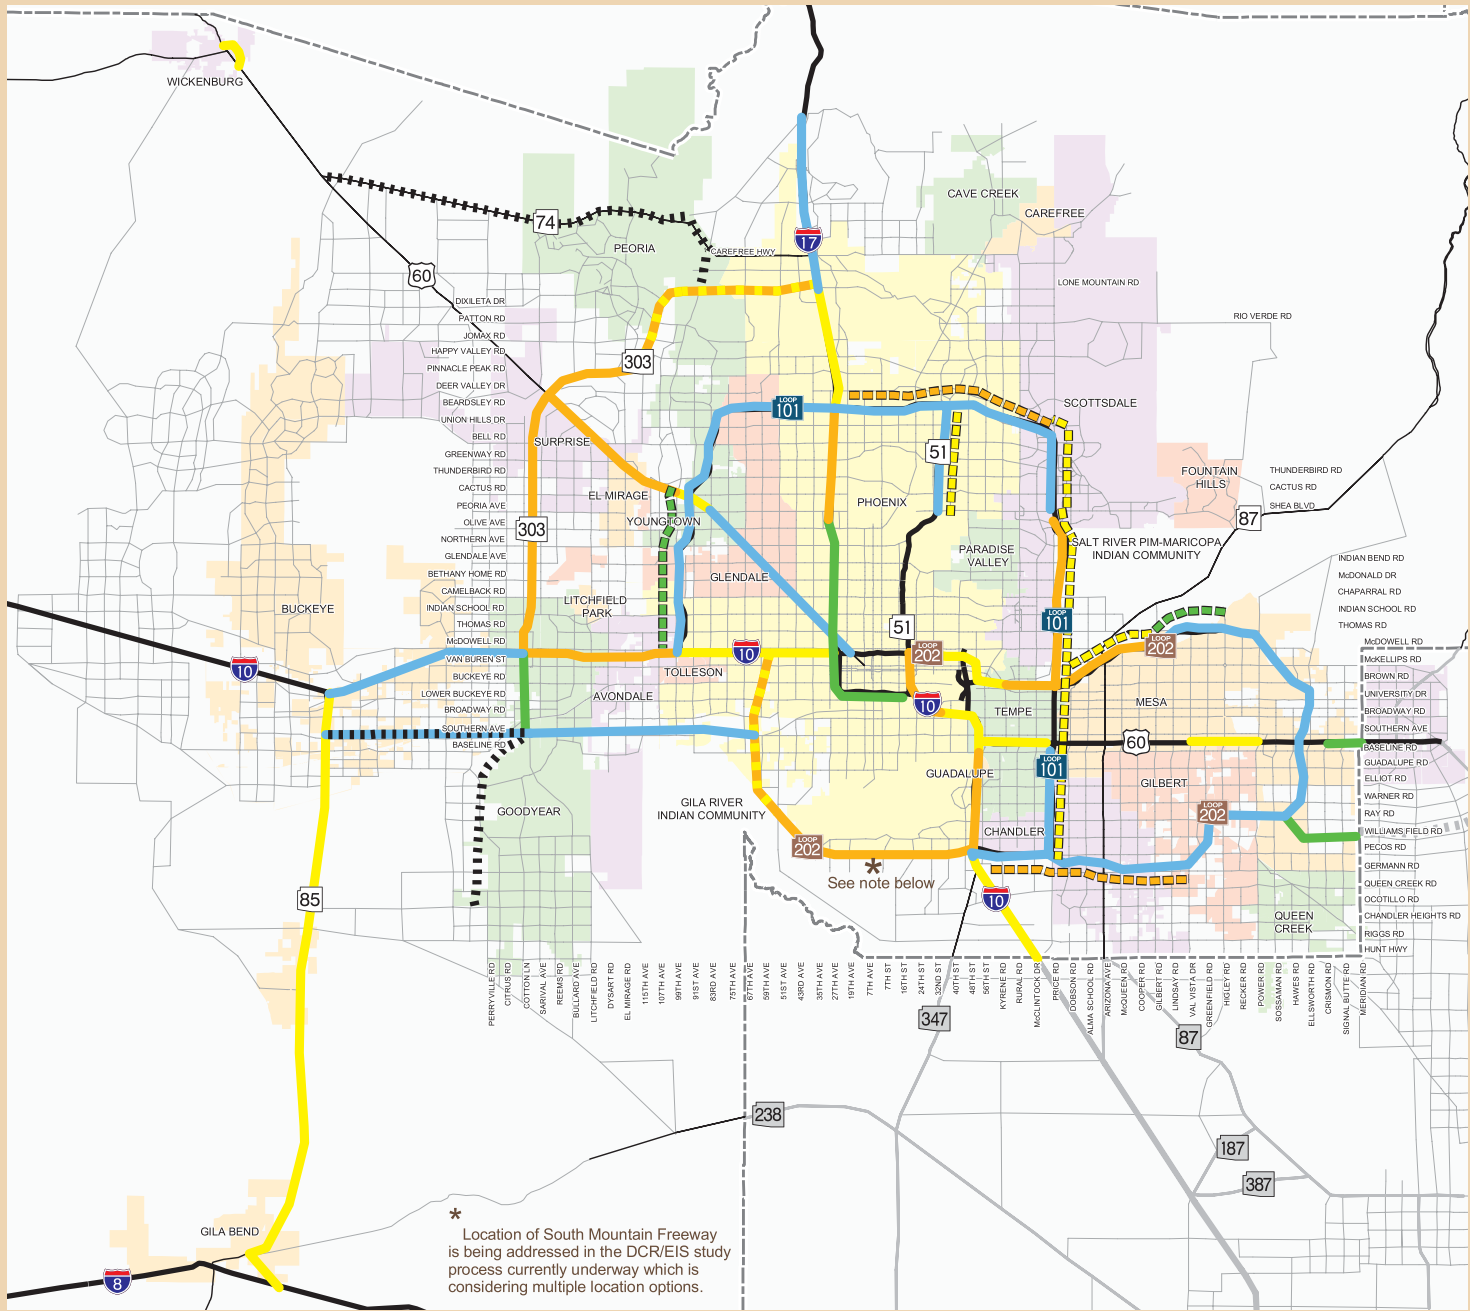 WICKENBURG
74
CAVE CREEK
CAREFREE
PEORIA
17
CAREFREE HWY
60
LONE MOUNTAIN RD
DIXILETA DR
PATTON RD
JOMAX RD
HAPPY VALLEY RD
PINNACLE PEAK RD
DEER VALLEY DR
BEARDSLEY RD
UNION HILLS DR
BELL RD
GREENWAY RD
THUNDERBIRD RD
CACTUS RD
PEORIA AVE
OLIVE AVE
NORTHERN AVE
GLENDALE AVE
BETHANY HOME RD
CAMELBACK RD
INDIAN SCHOOL RD
THOMAS RD
McDOWELL RD
VAN BUREN ST
BUCKEYE RD
LOWER BUCKEYE RD
BROADWAY RD
SOUTHERN AVE
BASELINE RD
RIO VERDE RD
303
LOOP
101
SCOTTSDALE
SURPRISE
51
FOUNTAIN
HILLS
THUNDERBIRD RD
CACTUS RD
SHEA BLVD
EL MIRAGE
PHOENIX
YOUNGTOWN
303
87
SALT RIVER PIM-MARICOPA
INDIAN COMMUNITY
PARADISE
VALLEY
INDIAN BEND RD
McDONALD DR
CHAPARRAL RD
INDIAN SCHOOL RD
THOMAS RD
McDOWELL RD
McKELLIPS RD
BROWN RD
UNIVERSITY DR
BROADWAY RD
SOUTHERN AVE
BASELINE RD
GUADALUPE RD
ELLIOT RD
WARNER RD
RAY RD
WILLIAMS FIELD RD
PECOS RD
GERMANN RD
QUEEN CREEK RD
OCOTILLO RD
CHANDLER HEIGHTS RD
RIGGS RD
HUNT HWY
GLENDALE
LITCHFIELD
PARK
BUCKEYE
LOOP
101
51
LOOP
202
LOOP
202
10
10
TOLLESON
AVONDALE
10
TEMPE
MESA
60
GUADALUPE
LOOP
101
GILBERT
GOODYEAR
GILA RIVER
INDIAN COMMUNITY
LOOP
202
CHANDLER
LOOP
202
*
See note below
85
10
QUEEN
CREEK
PERRYVILLE RD
CITRUS RD
COTTON LN
SARIVAL AVE
REEMS RD
BULLARD AVE
LITCHFIELD RD
DYSART RD
EL MIRAGE RD
115TH AVE
107TH AVE
99TH AVE
91ST AVE
83RD AVE
75TH AVE
67TH AVE
59TH AVE
51ST AVE
43RD AVE
35TH AVE
27TH AVE
19TH AVE
7TH AVE
7TH ST
16TH ST
24TH ST
32ND ST
40TH ST
48TH ST
56TH ST
KYRENE RD
RURAL RD
McCLINTOCK DR
PRICE RD
DOBSON RD
ALMA SCHOOL RD
ARIZONA AVE
McQUEEN RD
COOPER RD
GILBERT RD
LINDSAY RD
VAL VISTA DR
GREENFIELD RD
HIGLEY RD
RECKER RD
POWER RD
SOSSAMAN RD
HAWES RD
ELLSWORTH RD
CRISMON RD
SIGNAL BUTTE RD
MERIDIAN RD
347
87
238
187
387
GILA BEND
8
*
Location of South Mountain Freeway
is being addressed in the DCR/EIS study
process currently underway which is
considering multiple location options.